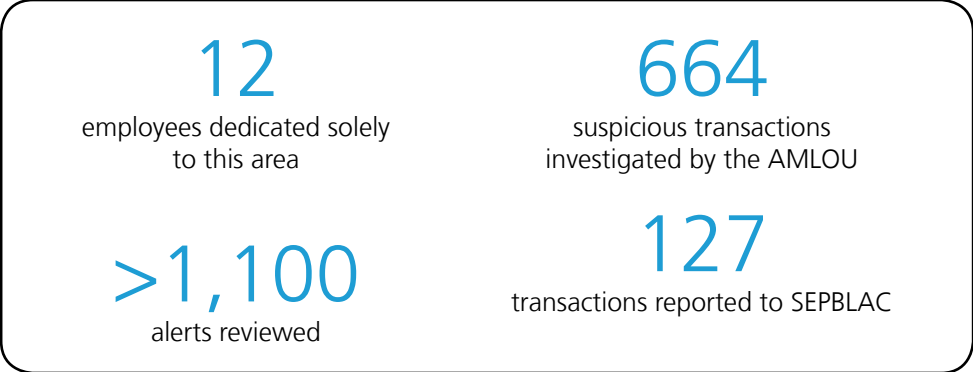 12
employees dedicated solely
to this area
664
suspicious transactions
investigated by the AMLOU
>1,100
alerts reviewed
127
transactions reported to SEPBLAC